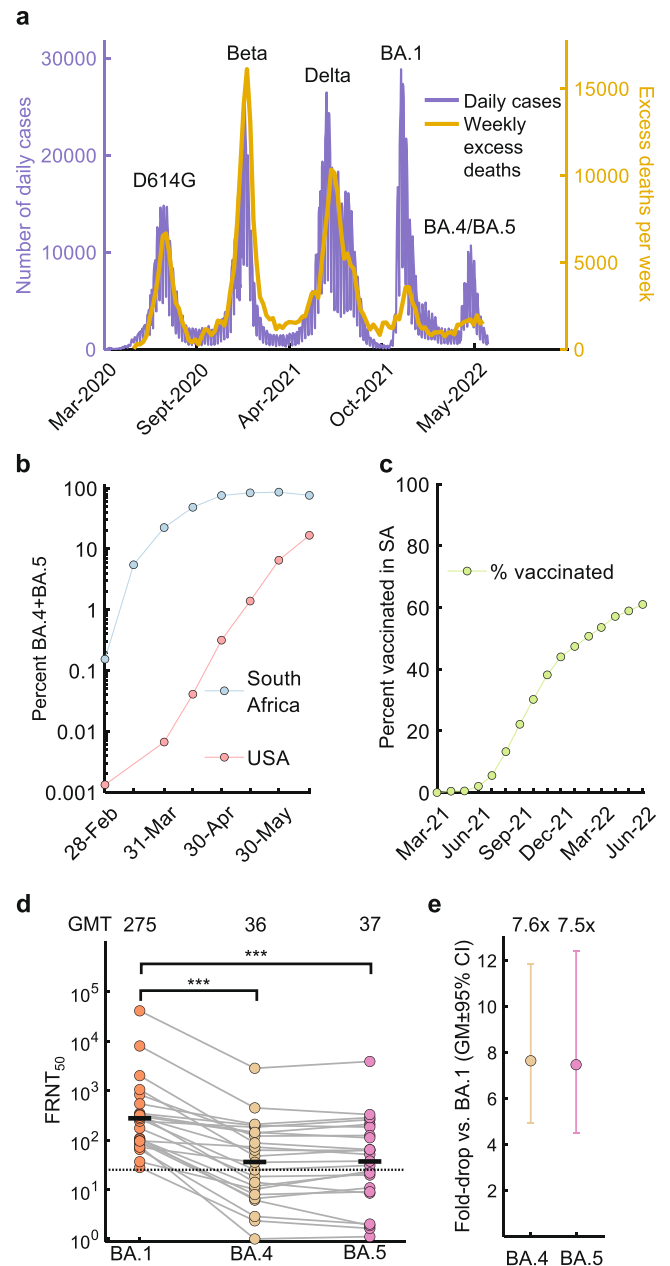 a
Number of daily cases
30000
20000
10000
0
D614G
Beta
Delta
BA.1
BA.4/BA.5
Daily cases
Weekly
excess
deaths
15000
10000
5000
0
Excess deaths per week
Mar-2020
Sept-2020
Apr-2021
Oct-2021
May-2022
b
Percent BA.4+BA.5
100
10
1
0.1
0.01
0.001
South
Africa
USA
28-Feb
31-Mar
30-Apr
30-May
c
Percent vaccinated in SA
100
80
60
40
20
0
% vaccinated
Mar-21
Jun-21
Sep-21
Dec-21
Mar-22
Jun-22
d
GMT 275 36 37
***
***
FRNT50
10^5
10^4
10^3
10^2
10^1
10^0
BA.1 BA.4 BA.5
e
7.6x 7.5x
Fold-drop vs. BA.1 (GM±95% CI)
12
10
8
6
4
2
BA.4 BA.5